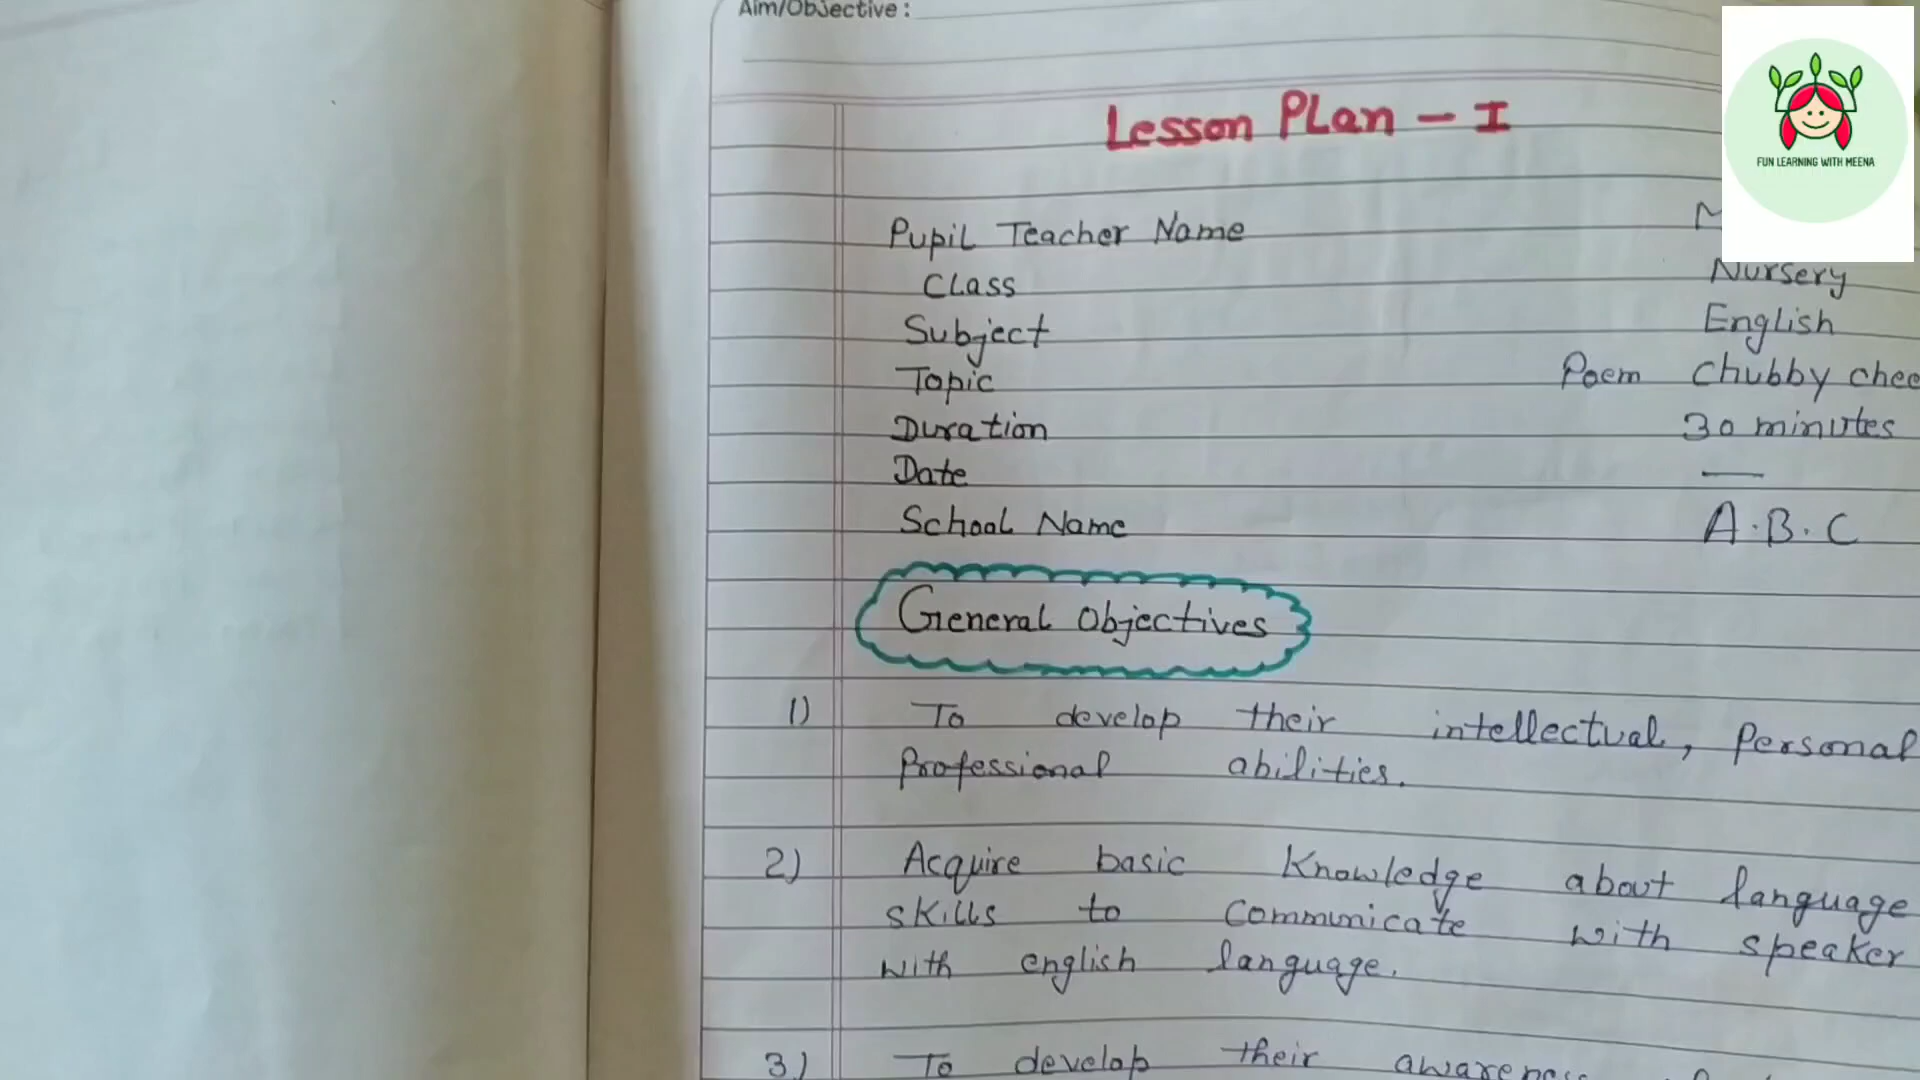 Aim/Objective :
Lesson PLan - I
FUN LEARNING WITH MEENA
Pupil Teacher Name
Class Nursery
Subject English
Topic Poem Chubby
Duration 30 minutes
Date —
School Name A.B.C
General Objectives
1) To develop their intellectual, Personal
Professional abilities.
2) Acquire basic Knowledge about language
skills to communicate with speaker
with english language.
3) To develop their